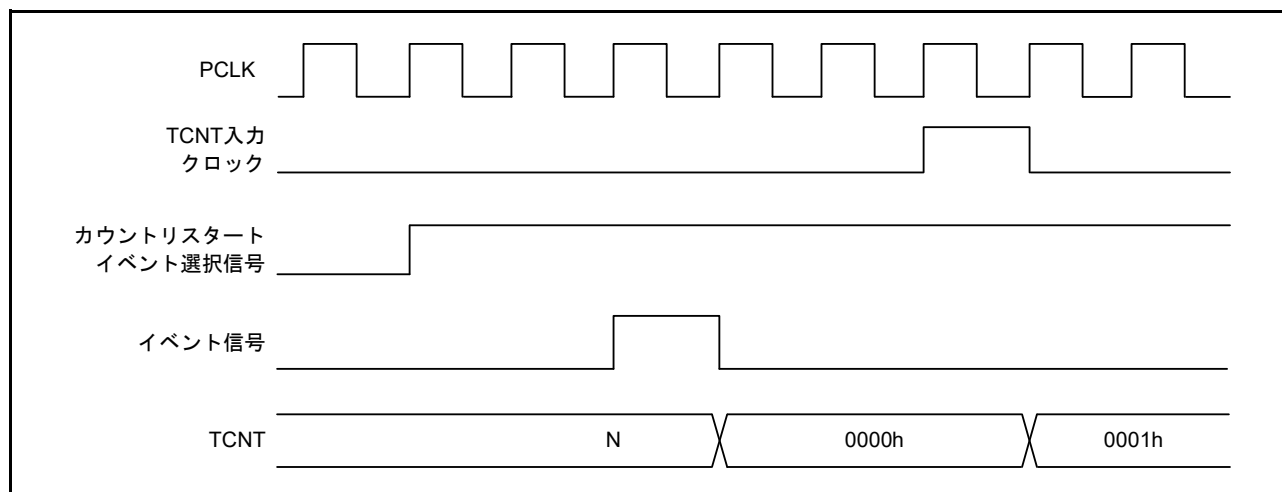 PCLK
TCNT入力
クロック
カウントリスタート
イベント選択信号
イベント信号
TCNT
N
0000h
0001h